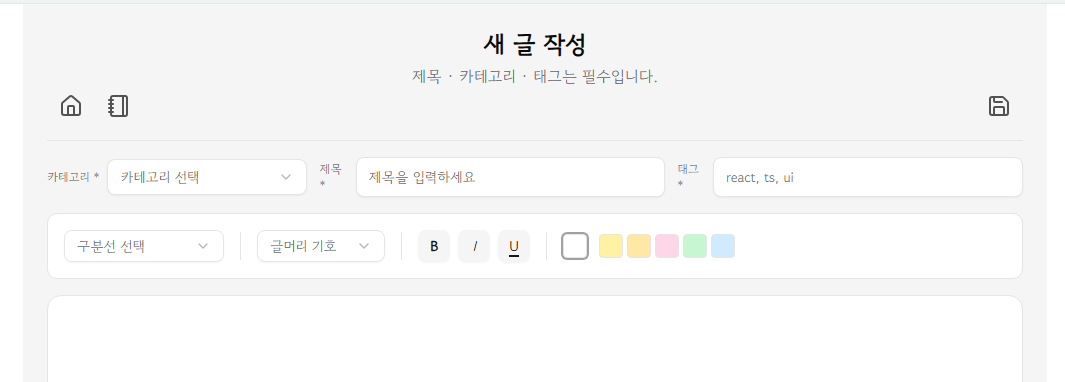 새 글 작성
제목 · 카테고리 · 태그는 필수입니다.
카테고리 * 카테고리 선택 제목 * 제목을 입력하세요 태그 * react, ts, ui
구분선 선택 글머리 기호 B I U